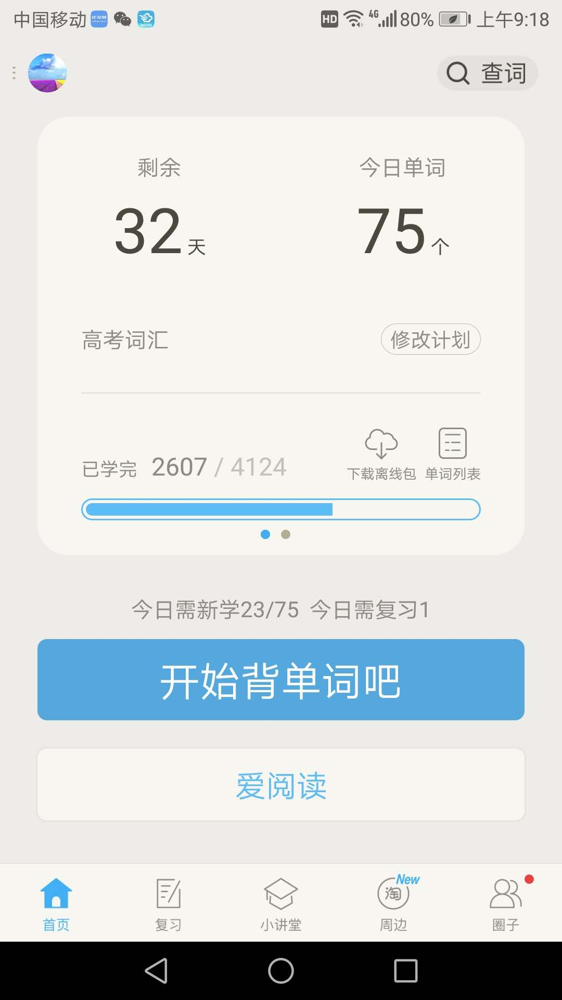 中国移动 HD 4G 80% 上午9:18
查词
剩余 今日单词
32天 75个
高考词汇 修改计划
已学完 2607 / 4124 下载离线包 单词列表
今日需新学23/75 今日需复习1
开始背单词吧
爱阅读
淘 New
首页 复习 小讲堂 周边 圈子